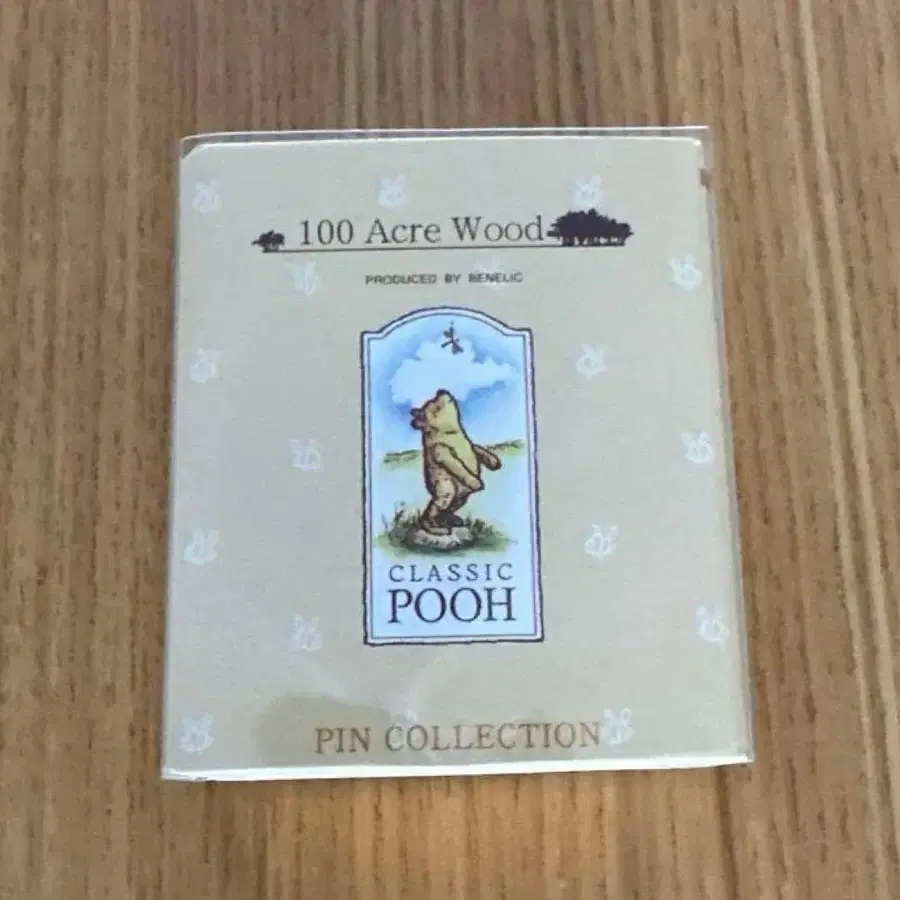 100 Acre Wood
PRODUCED BY BENELIC
CLASSIC
POOH
PIN COLLECTION